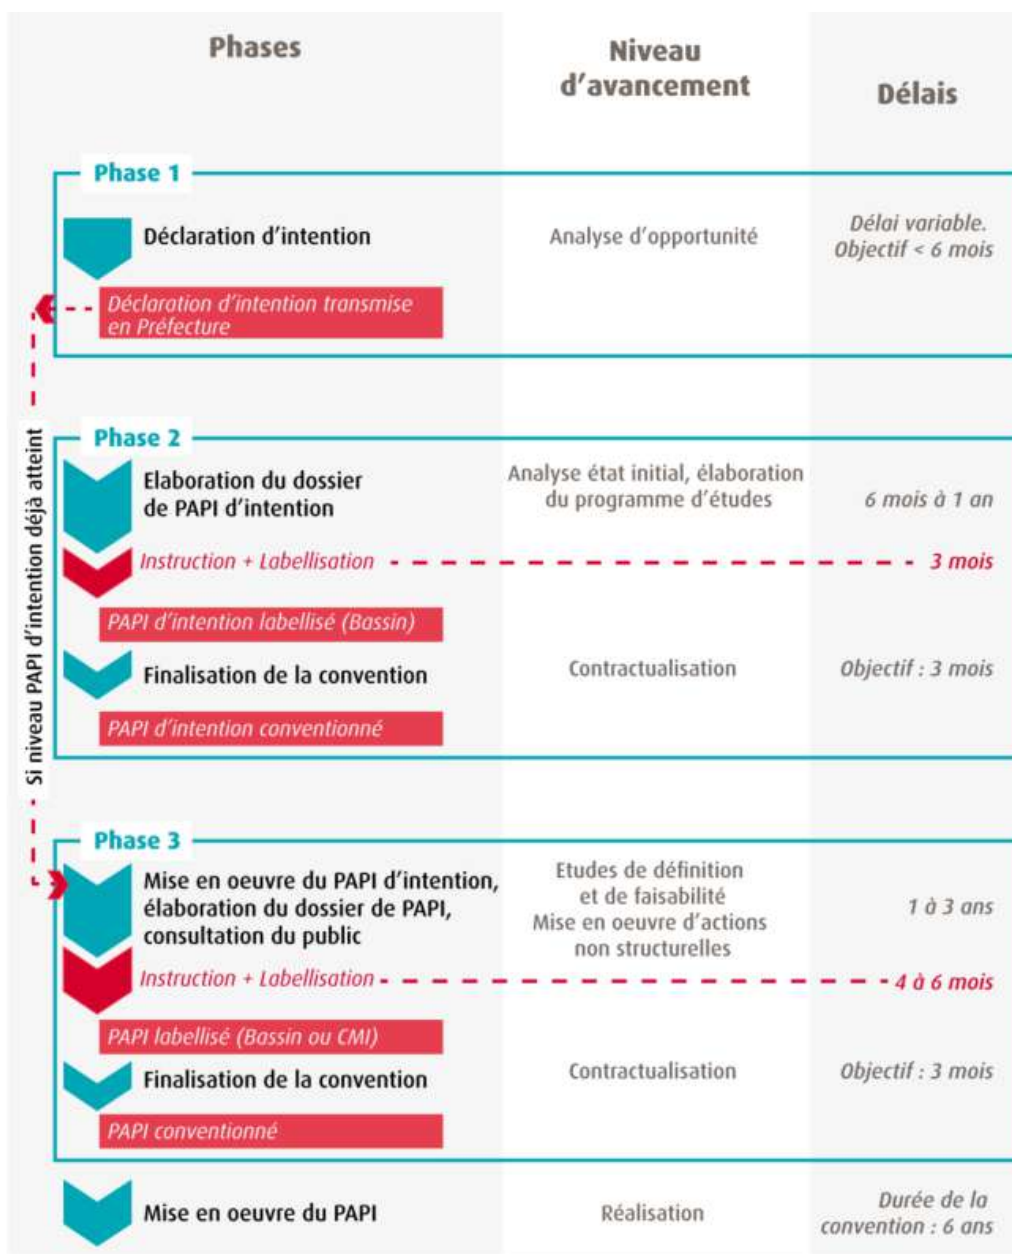 Phases
Niveau
d'avancement
Délais
Phase 1
Déclaration d'intention
Analyse d'opportunité
Délai variable.
Objectif < 6 mois
Déclaration d'intention transmise
en Préfecture
Si niveau PAPI d'intention déjà atteint
Phase 2
Elaboration du dossier
de PAPI d'intention
Analyse état initial, élaboration
du programme d'études
6 mois à 1 an
Instruction + Labellisation
3 mois
PAPI d'intention labellisé (Bassin)
Finalisation de la convention
Contractualisation
Objectif : 3 mois
PAPI d'intention conventionné
Phase 3
Mise en oeuvre du PAPI d'intention,
élaboration du dossier de PAPI,
consultation du public
Etudes de définition
et de faisabilité
Mise en oeuvre d'actions
non structurelles
1 à 3 ans
Instruction + Labellisation
4 à 6 mois
PAPI labellisé (Bassin ou CMI)
Finalisation de la convention
Contractualisation
Objectif : 3 mois
PAPI conventionné
Mise en oeuvre du PAPI
Réalisation
Durée de la
convention : 6 ans